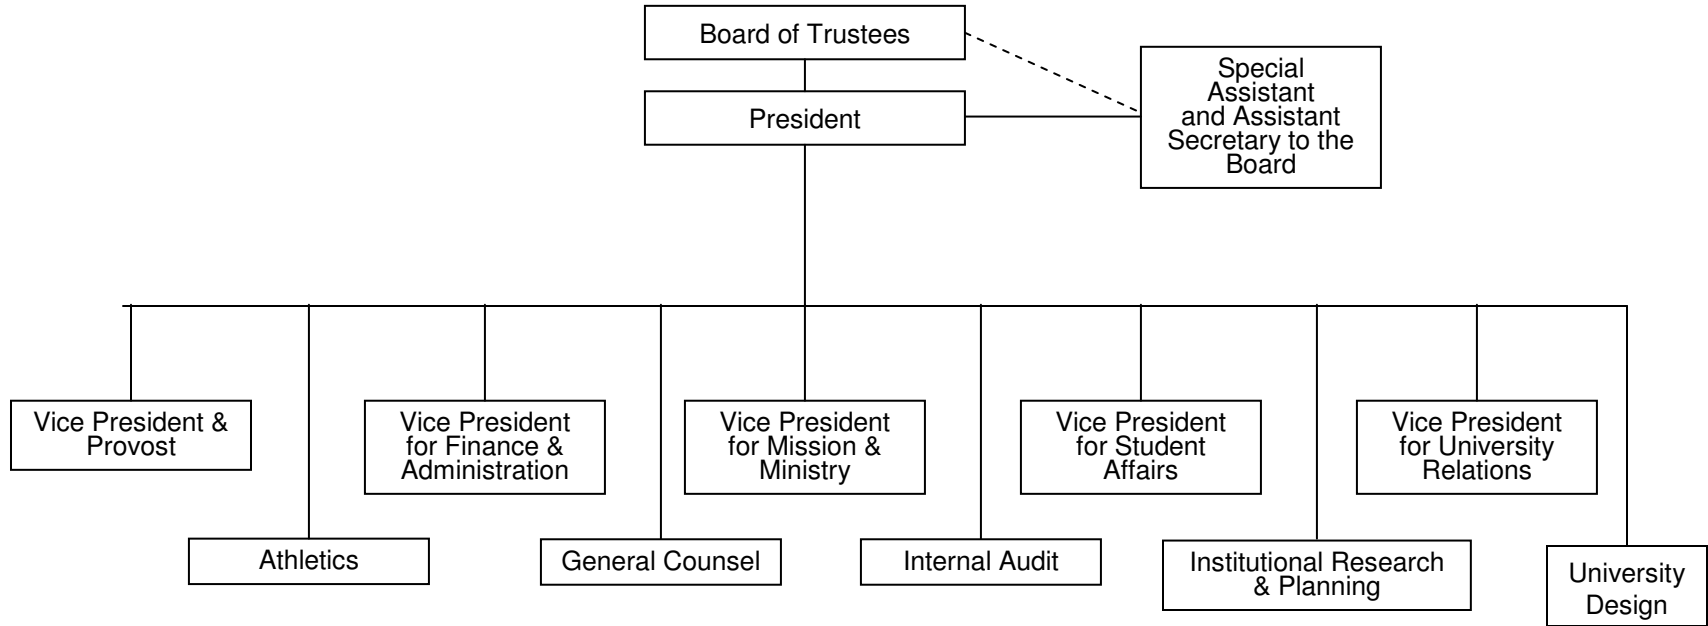 Board of Trustees
Special
Assistant
and Assistant
Secretary to the
Board
President
Vice President &
Provost
Vice President
for Finance &
Administration
Vice President
for Mission &
Ministry
Vice President
for Student
Affairs
Vice President
for University
Relations
Athletics
General Counsel
Internal Audit
Institutional Research
& Planning
University
Design